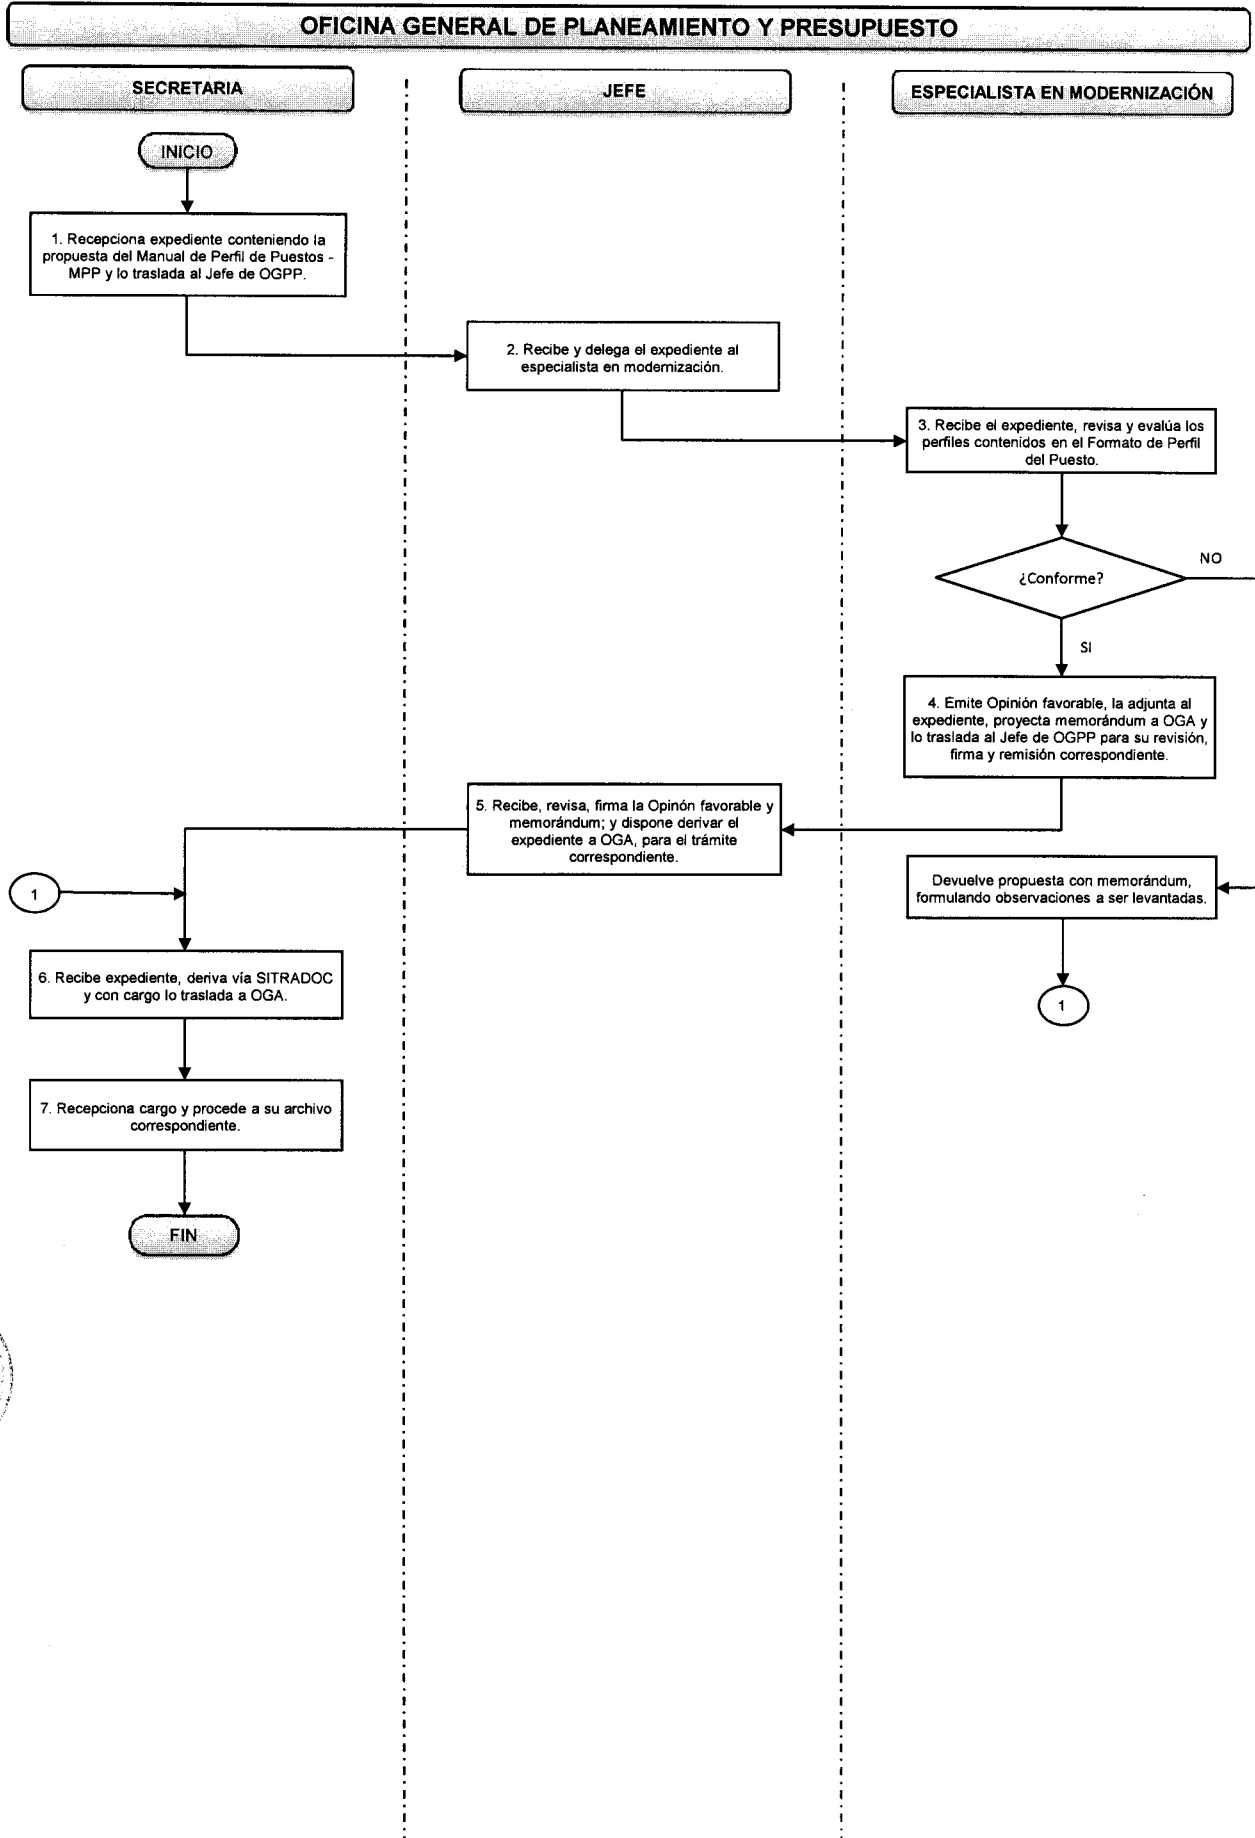 OFICINA GENERAL DE PLANEAMIENTO Y PRESUPUESTO
SECRETARIA
JEFE
ESPECIALISTA EN MODERNIZACIÓN
INICIO
1. Recepciona expediente conteniendo la
propuesta del Manual de Perfil de Puestos -
MPP y lo traslada al Jefe de OGPP.
2. Recibe y delega el expediente al
especialista en modernización.
3. Recibe el expediente, revisa y evalúa los
perfiles contenidos en el Formato de Perfil
del Puesto.
¿Conforme?
NO
SI
4. Emite Opinión favorable, la adjunta al
expediente, proyecta memorándum a OGA y
lo traslada al Jefe de OGPP para su revisión,
firma y remisión correspondiente.
5. Recibe, revisa, firma la Opinón favorable y
memorándum; y dispone derivar el
expediente a OGA, para el trámite
correspondiente.
Devuelve propuesta con memorándum,
formulando observaciones a ser levantadas.
1
6. Recibe expediente, deriva vía SITRADOC
y con cargo lo traslada a OGA.
1
7. Recepciona cargo y procede a su archivo
correspondiente.
FIN